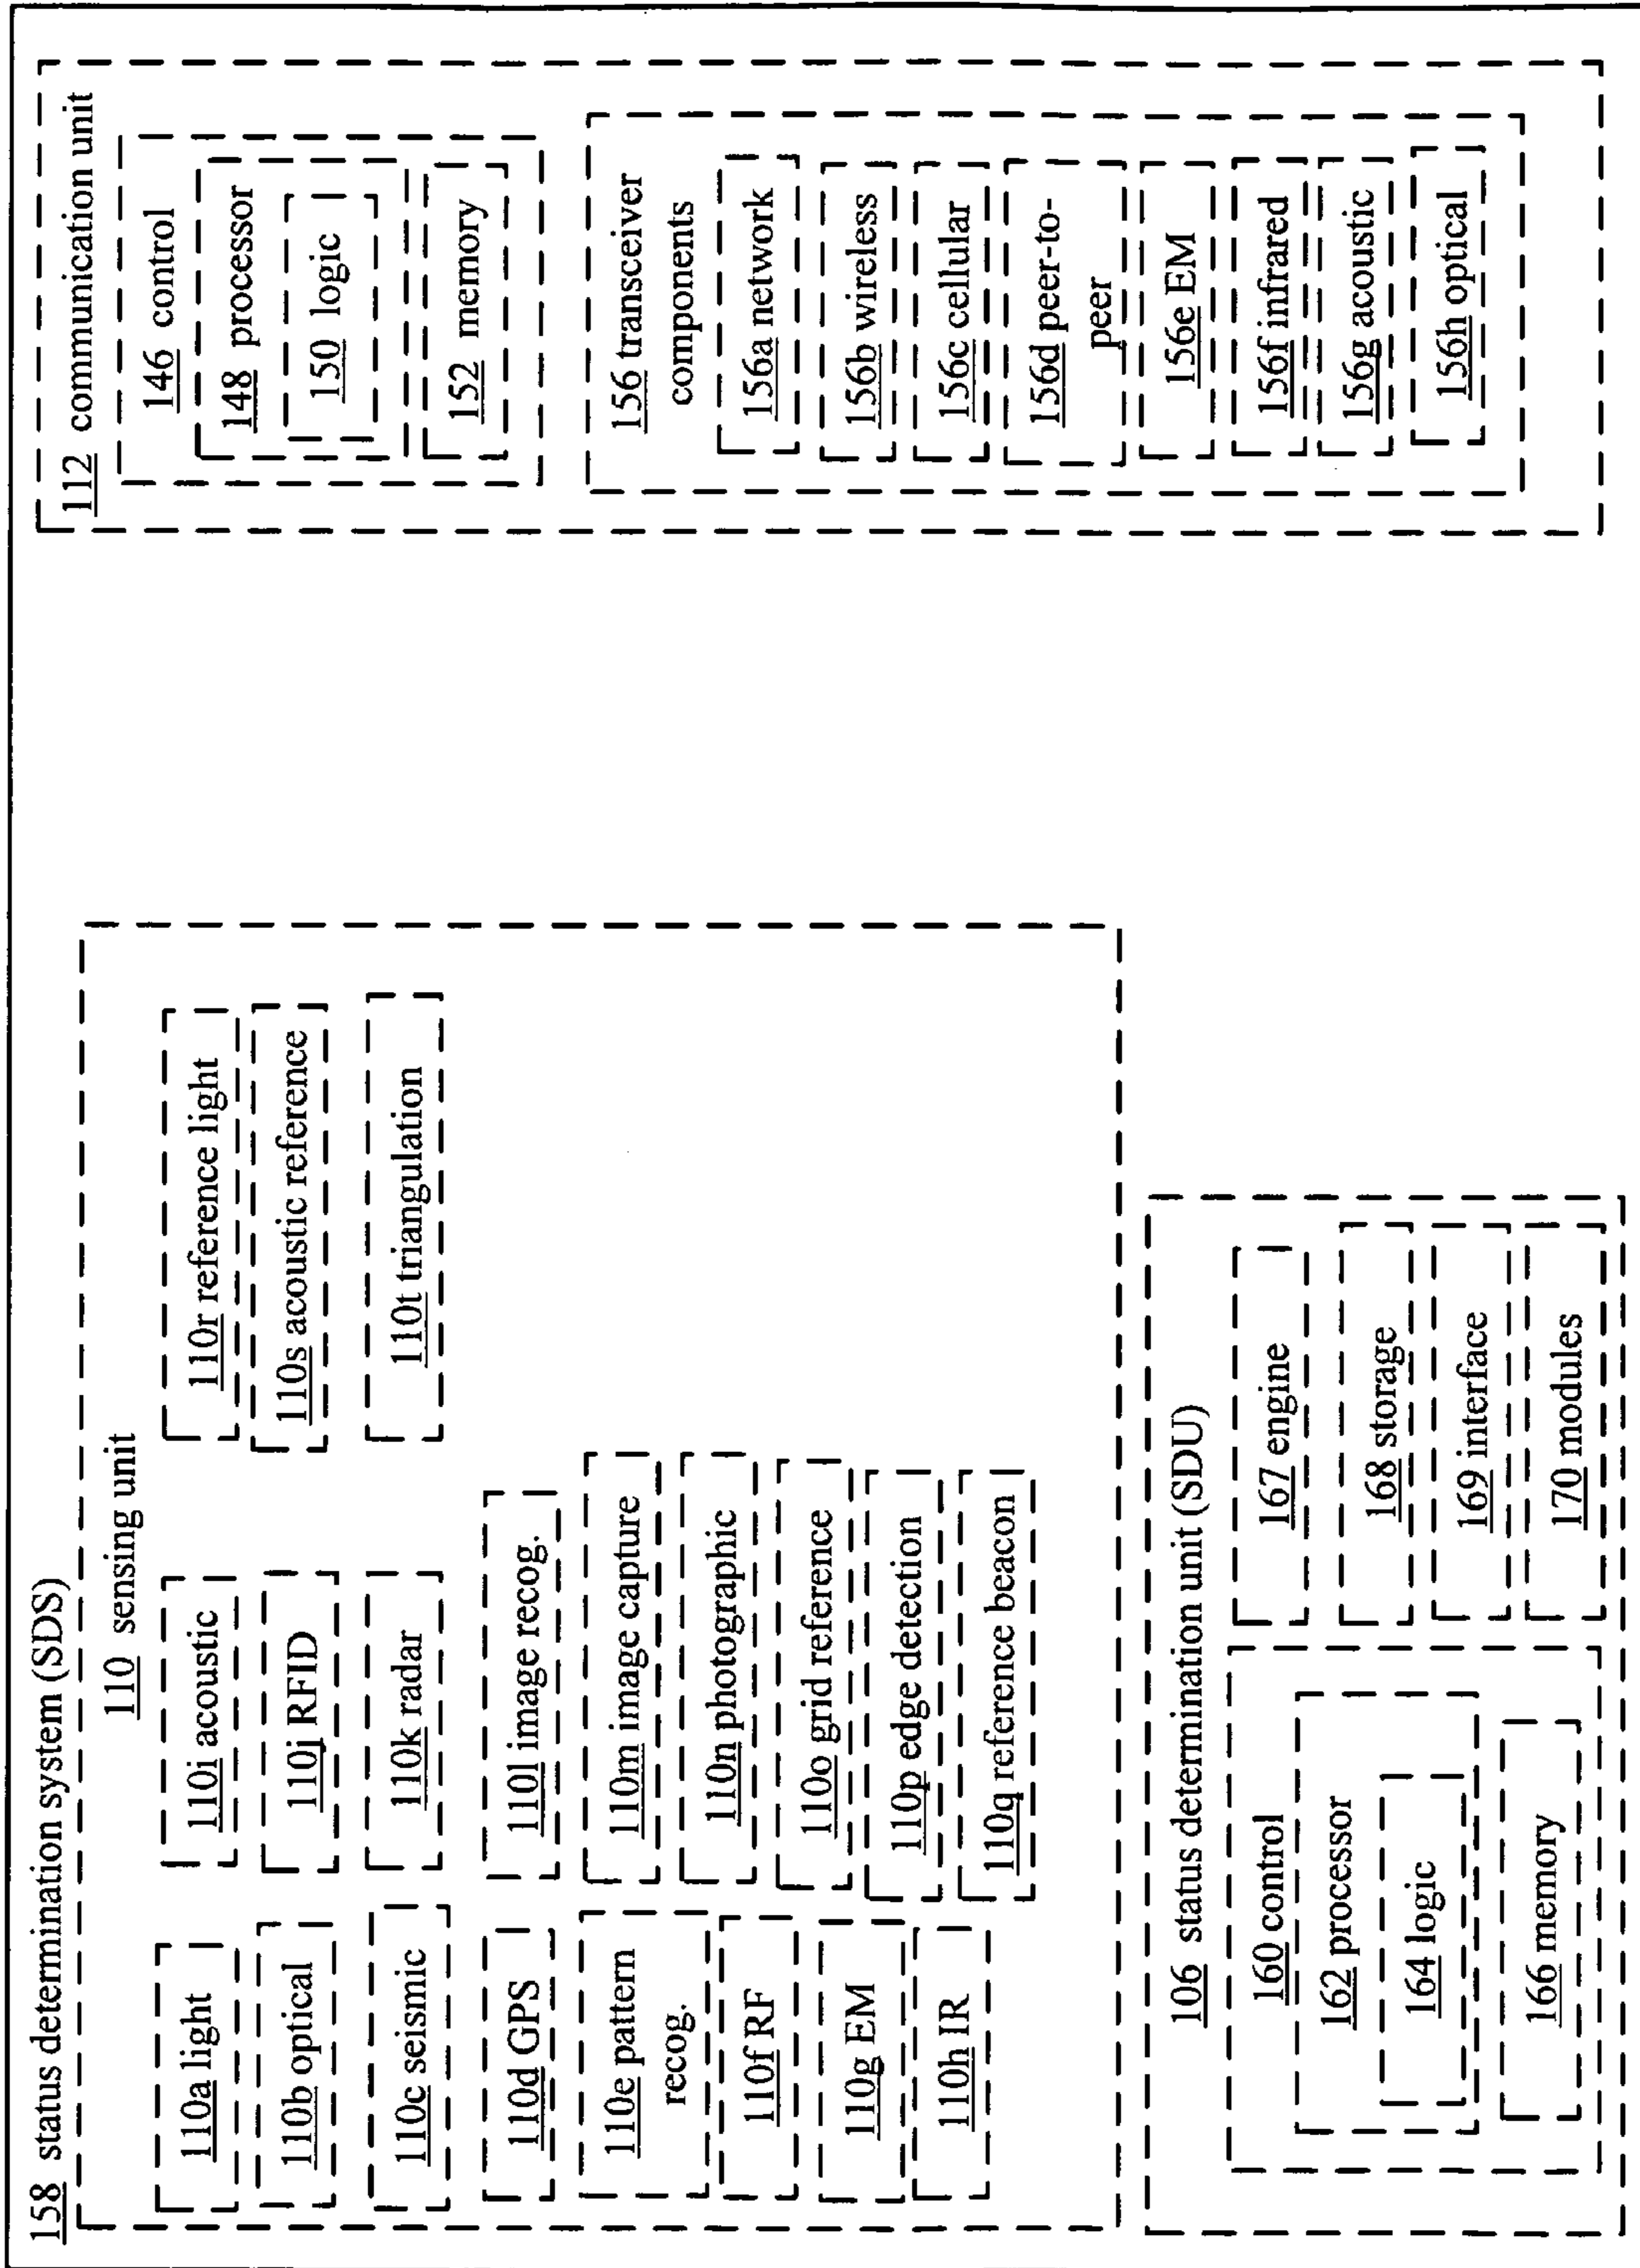 158 status determination system (SDS)
110 sensing unit
110a light
110b optical
110c seismic
110d GPS
110e pattern
recog.
110f RF
110g EM
110h IR
110i acoustic
110j RFID
110k radar
110l image recog.
110m image capture
110n photographic
110o grid reference
110p edge detection
110q reference beacon
110r reference light
110s acoustic reference
110t triangulation
106 status determination unit (SDU)
160 control
162 processor
164 logic
166 memory
167 engine
168 storage
169 interface
170 modules
112 communication unit
146 control
148 processor
150 logic
152 memory
156 transceiver
components
156a network
156b wireless
156c cellular
156d peer-to-
peer
156e EM
156f infrared
156g acoustic
156h optical